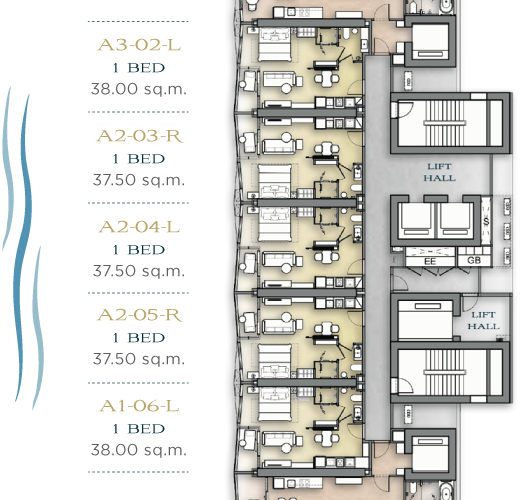 A3-02-L
1 BED
38.00 sq.m.
A2-03-R
1 BED
37.50 sq.m.
A2-04-L
1 BED
37.50 sq.m.
A2-05-R
1 BED
37.50 sq.m.
A1-06-L
1 BED
38.00 sq.m.
LIFT
HALL
S
EE
GB
LIFT
HALL